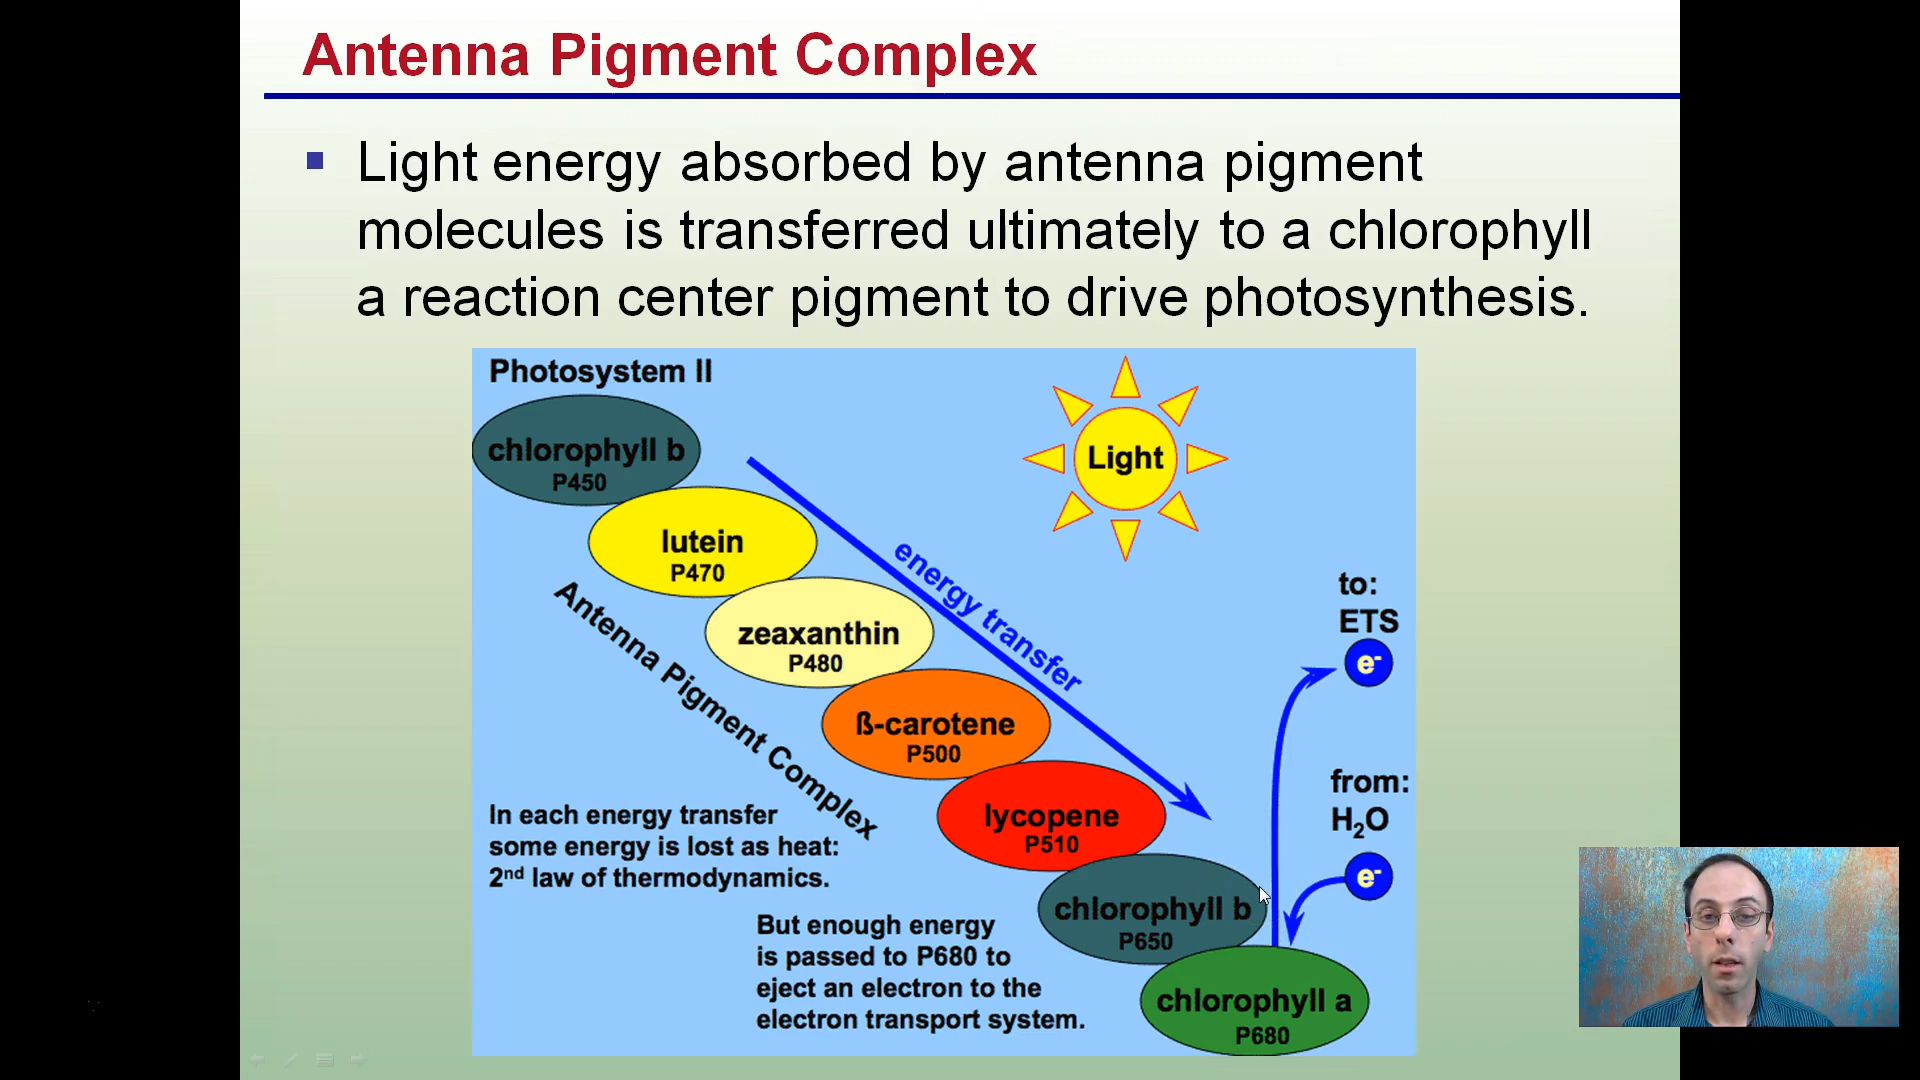 Antenna Pigment Complex
▪ Light energy absorbed by antenna pigment
molecules is transferred ultimately to a chlorophyll
a reaction center pigment to drive photosynthesis.
Photosystem II
chlorophyll b
P450
lutein
P470
zeaxanthin
P480
ß-carotene
P500
lycopene
P510
chlorophyll b
P650
chlorophyll a
P680
Antenna Pigment Complex
energy transfer
Light
to:
ETS
e⁻
from:
H₂O
e⁻
In each energy transfer
some energy is lost as heat:
2ⁿᵈ law of thermodynamics.
But enough energy
is passed to P680 to
eject an electron to the
electron transport system.